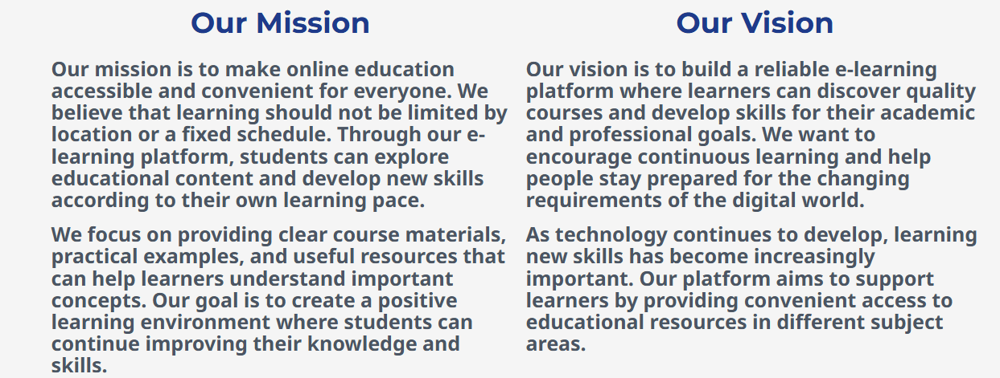 Our Mission
Our mission is to make online education
accessible and convenient for everyone. We
believe that learning should not be limited by
location or a fixed schedule. Through our e-
learning platform, students can explore
educational content and develop new skills
according to their own learning pace.
We focus on providing clear course materials,
practical examples, and useful resources that
can help learners understand important
concepts. Our goal is to create a positive
learning environment where students can
continue improving their knowledge and
skills.
Our Vision
Our vision is to build a reliable e-learning
platform where learners can discover quality
courses and develop skills for their academic
and professional goals. We want to
encourage continuous learning and help
people stay prepared for the changing
requirements of the digital world.
As technology continues to develop, learning
new skills has become increasingly
important. Our platform aims to support
learners by providing convenient access to
educational resources in different subject
areas.